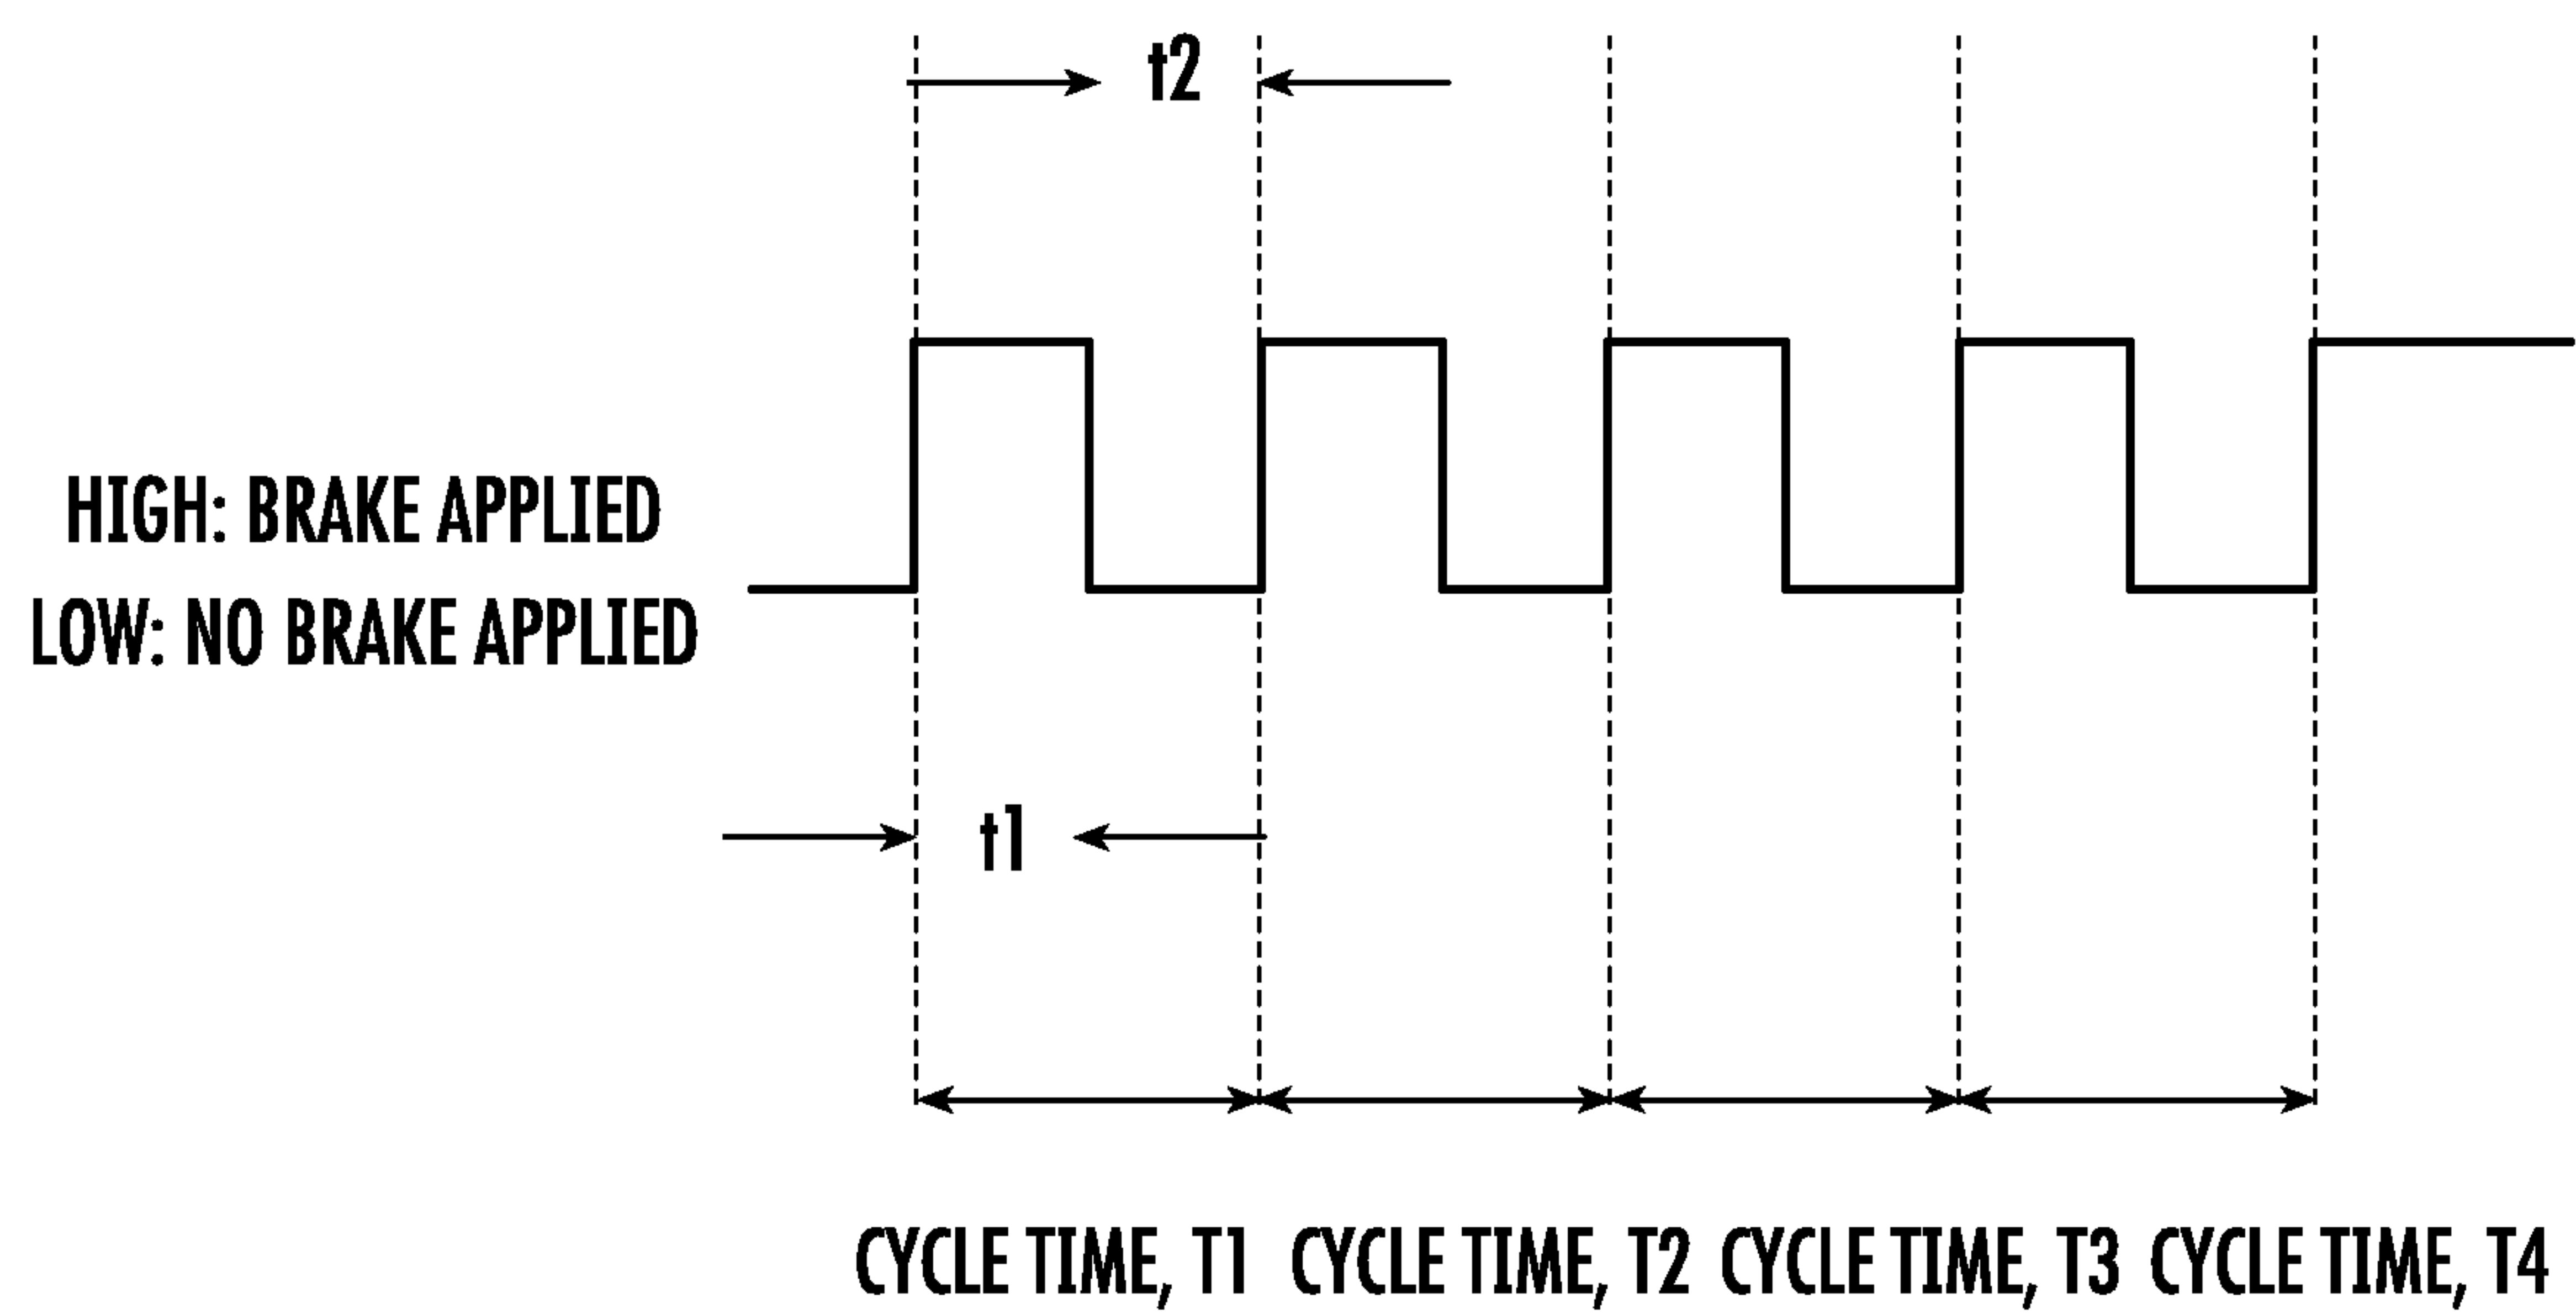 t2
HIGH: BRAKE APPLIED
LOW: NO BRAKE APPLIED
t1
CYCLE TIME, T1 CYCLE TIME, T2 CYCLE TIME, T3 CYCLE TIME, T4